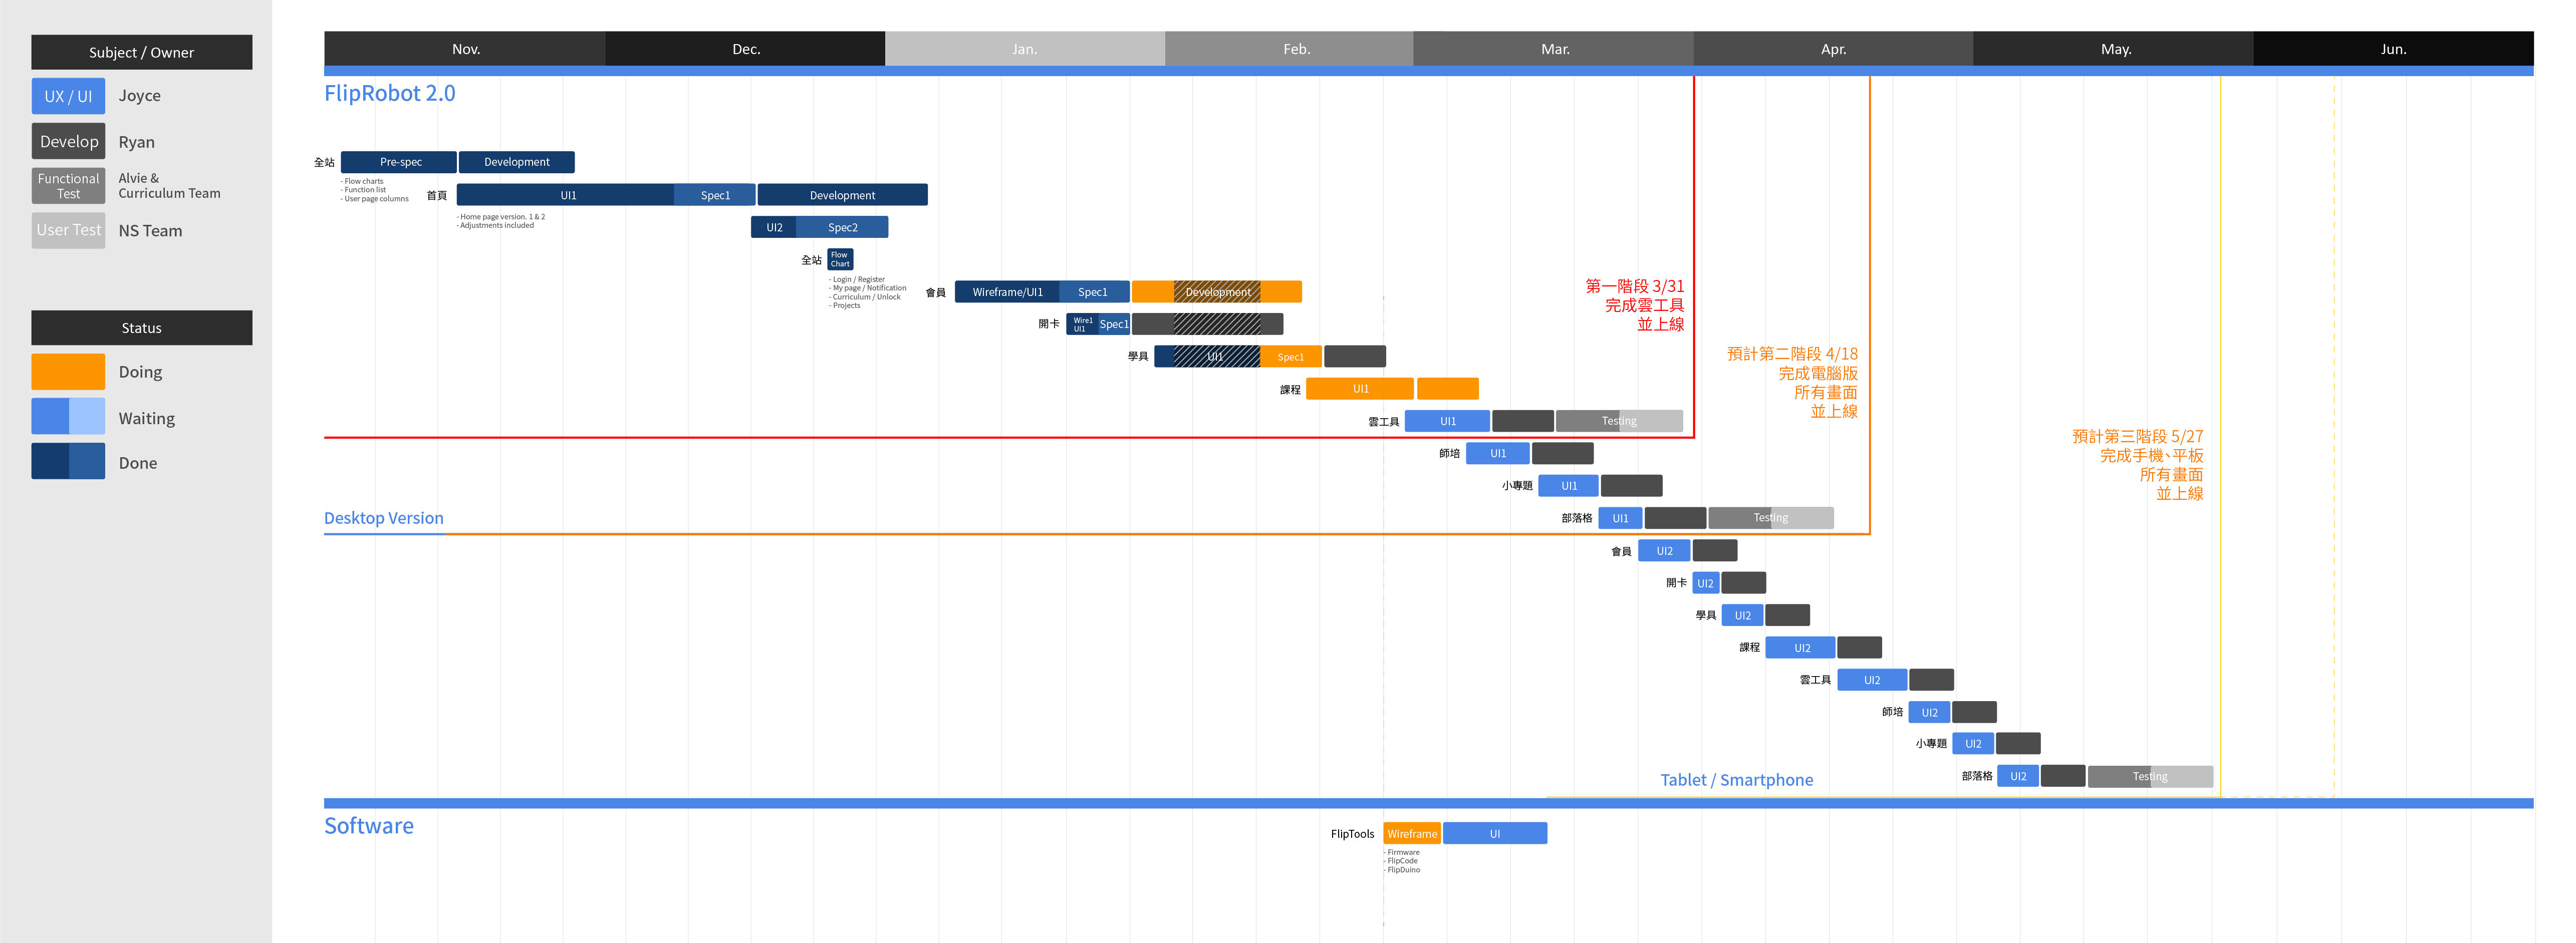 Subject / Owner
UX / UI
Joyce
Develop
Ryan
Functional
Test
Alvie &
Curriculum Team
User Test
NS Team
Status
Doing
Waiting
Done
Nov.
Dec.
Jan.
Feb.
Mar.
Apr.
May.
Jun.
FlipRobot 2.0
全站
Pre-spec
Development
- Flow charts
- Function list
- User page columns
首頁
UI1
Spec1
Development
- Home page version. 1 & 2
- Adjustments included
UI2
Spec2
全站
Flow
Chart
- Login / Register
- My page / Notification
- Curriculum / Unlock
- Projects
會員
Wireframe/UI1
Spec1
Development
開卡
Wire1
UI1
Spec1
學具
UI1
Spec1
課程
UI1
雲工具
UI1
Testing
第一階段 3/31
完成雲工具
並上線
師培
UI1
小專題
UI1
部落格
UI1
Testing
預計第二階段 4/18
完成電腦版
所有畫面
並上線
Desktop Version
會員
UI2
開卡
UI2
學具
UI2
課程
UI2
雲工具
UI2
師培
UI2
小專題
UI2
部落格
UI2
Testing
預計第三階段 5/27
完成手機、平板
所有畫面
並上線
Tablet / Smartphone
Software
FlipTools
Wireframe
UI
- Firmware
- FlipCode
- FlipDuino